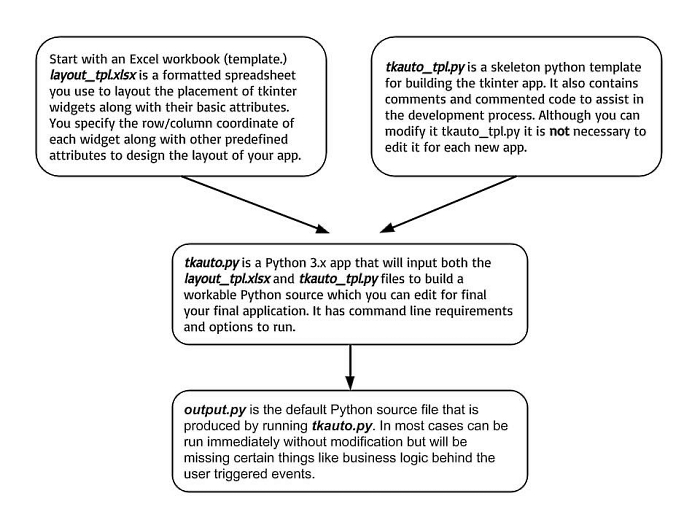 Start with an Excel workbook (template.)
layout_tpl.xlsx is a formatted spreadsheet
you use to layout the placement of tkinter
widgets along with their basic attributes.
You specify the row/column coordinate of
each widget along with other predefined
attributes to design the layout of your app.
tkauto_tpl.py is a skeleton python template
for building the tkinter app. It also contains
comments and commented code to assist in
the development process. Although you can
modify it tkauto_tpl.py it is not necessary to
edit it for each new app.
tkauto.py is a Python 3.x app that will input both the
layout_tpl.xlsx and tkauto_tpl.py files to build a
workable Python source which you can edit for final
your final application. It has command line requirements
and options to run.
output.py is the default Python source file that is
produced by running tkauto.py. In most cases can be
run immediately without modification but will be
missing certain things like business logic behind the
user triggered events.